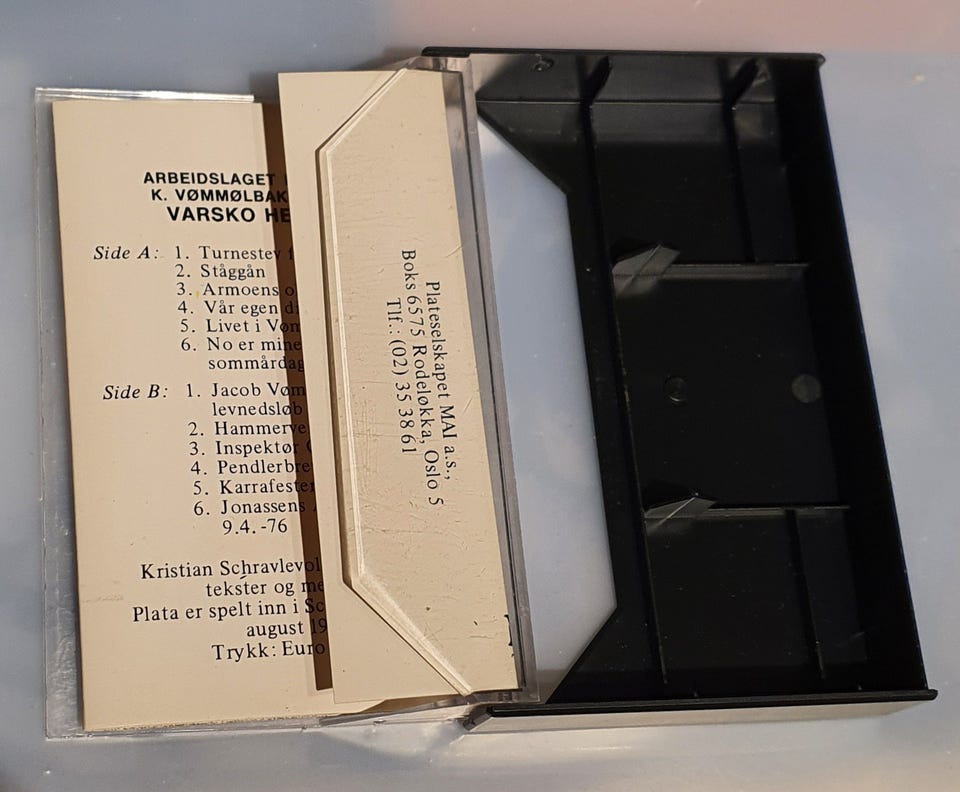 ARBEIDSLAGET
K. VØMMØLBAK
VARSKO HE
Side A: 1. Turnestev f
2. Ståggån
3. Armoens o
4. Vår egen di
5. Livet i Vøm
6. No er mine
sommårdag
Side B: 1. Jacob Vøm
levnedsløb
2. Hammerve
3. Inspektør
4. Pendlerbre
5. Karrafesten
6. Jonassens
9.4. -76
Kristian Schravlevol
tekster og me
Plata er spelt inn i Sc
august 19
Trykk: Euro
Plateselskapet MAI a.s.,
Boks 6575 Rodeløkka, Oslo 5
Tlf.: (02) 35 38 61